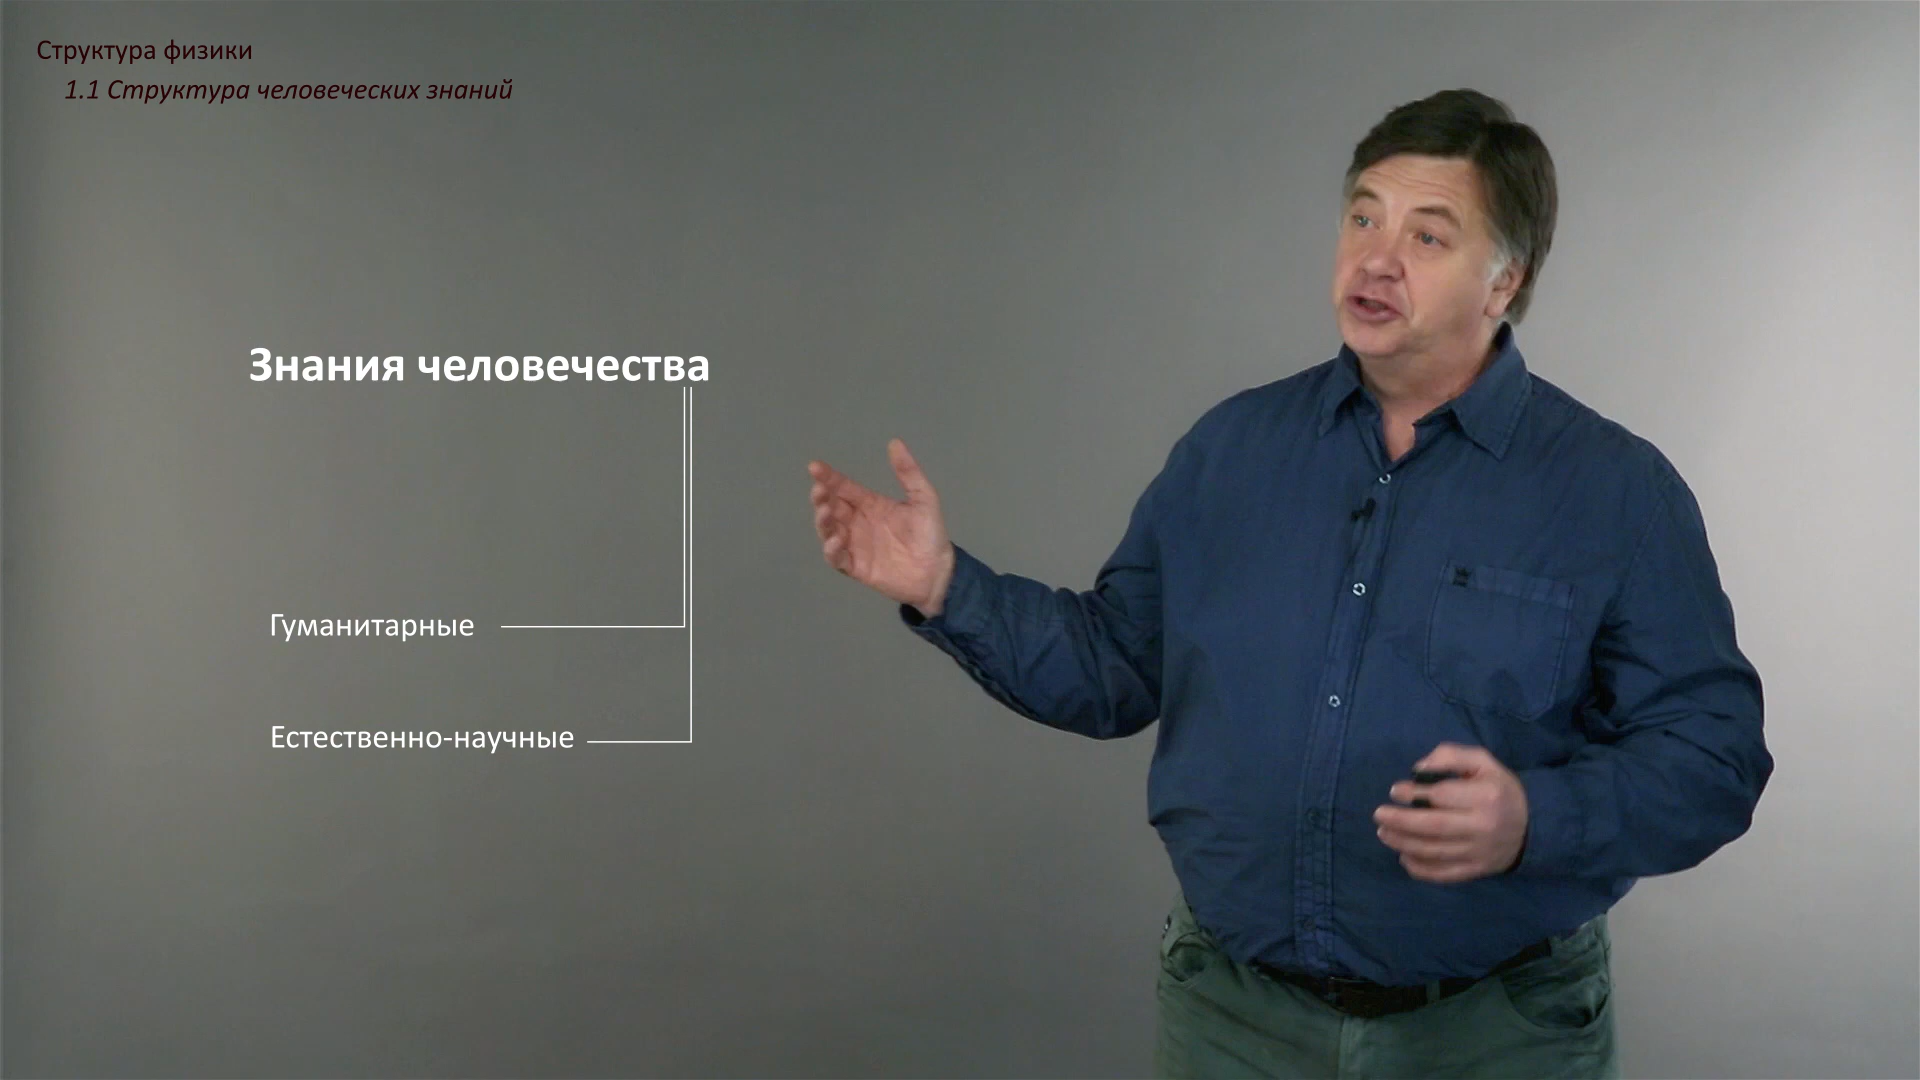 Структура физики
1.1 Структура человеческих знаний
Знания человечества
Гуманитарные
Естественно-научные